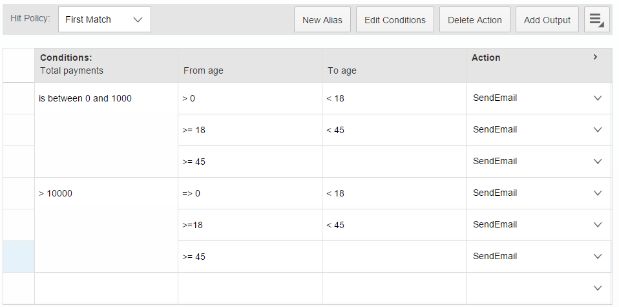 Hit Policy: First Match New Alias Edit Conditions Delete Action Add Output
Conditions: Action
Total payments From age To age
is between 0 and 1000 > 0 < 18 SendEmail
>= 18 < 45 SendEmail
>= 45 SendEmail
> 10000 => 0 < 18 SendEmail
>=18 < 45 SendEmail
>= 45 SendEmail